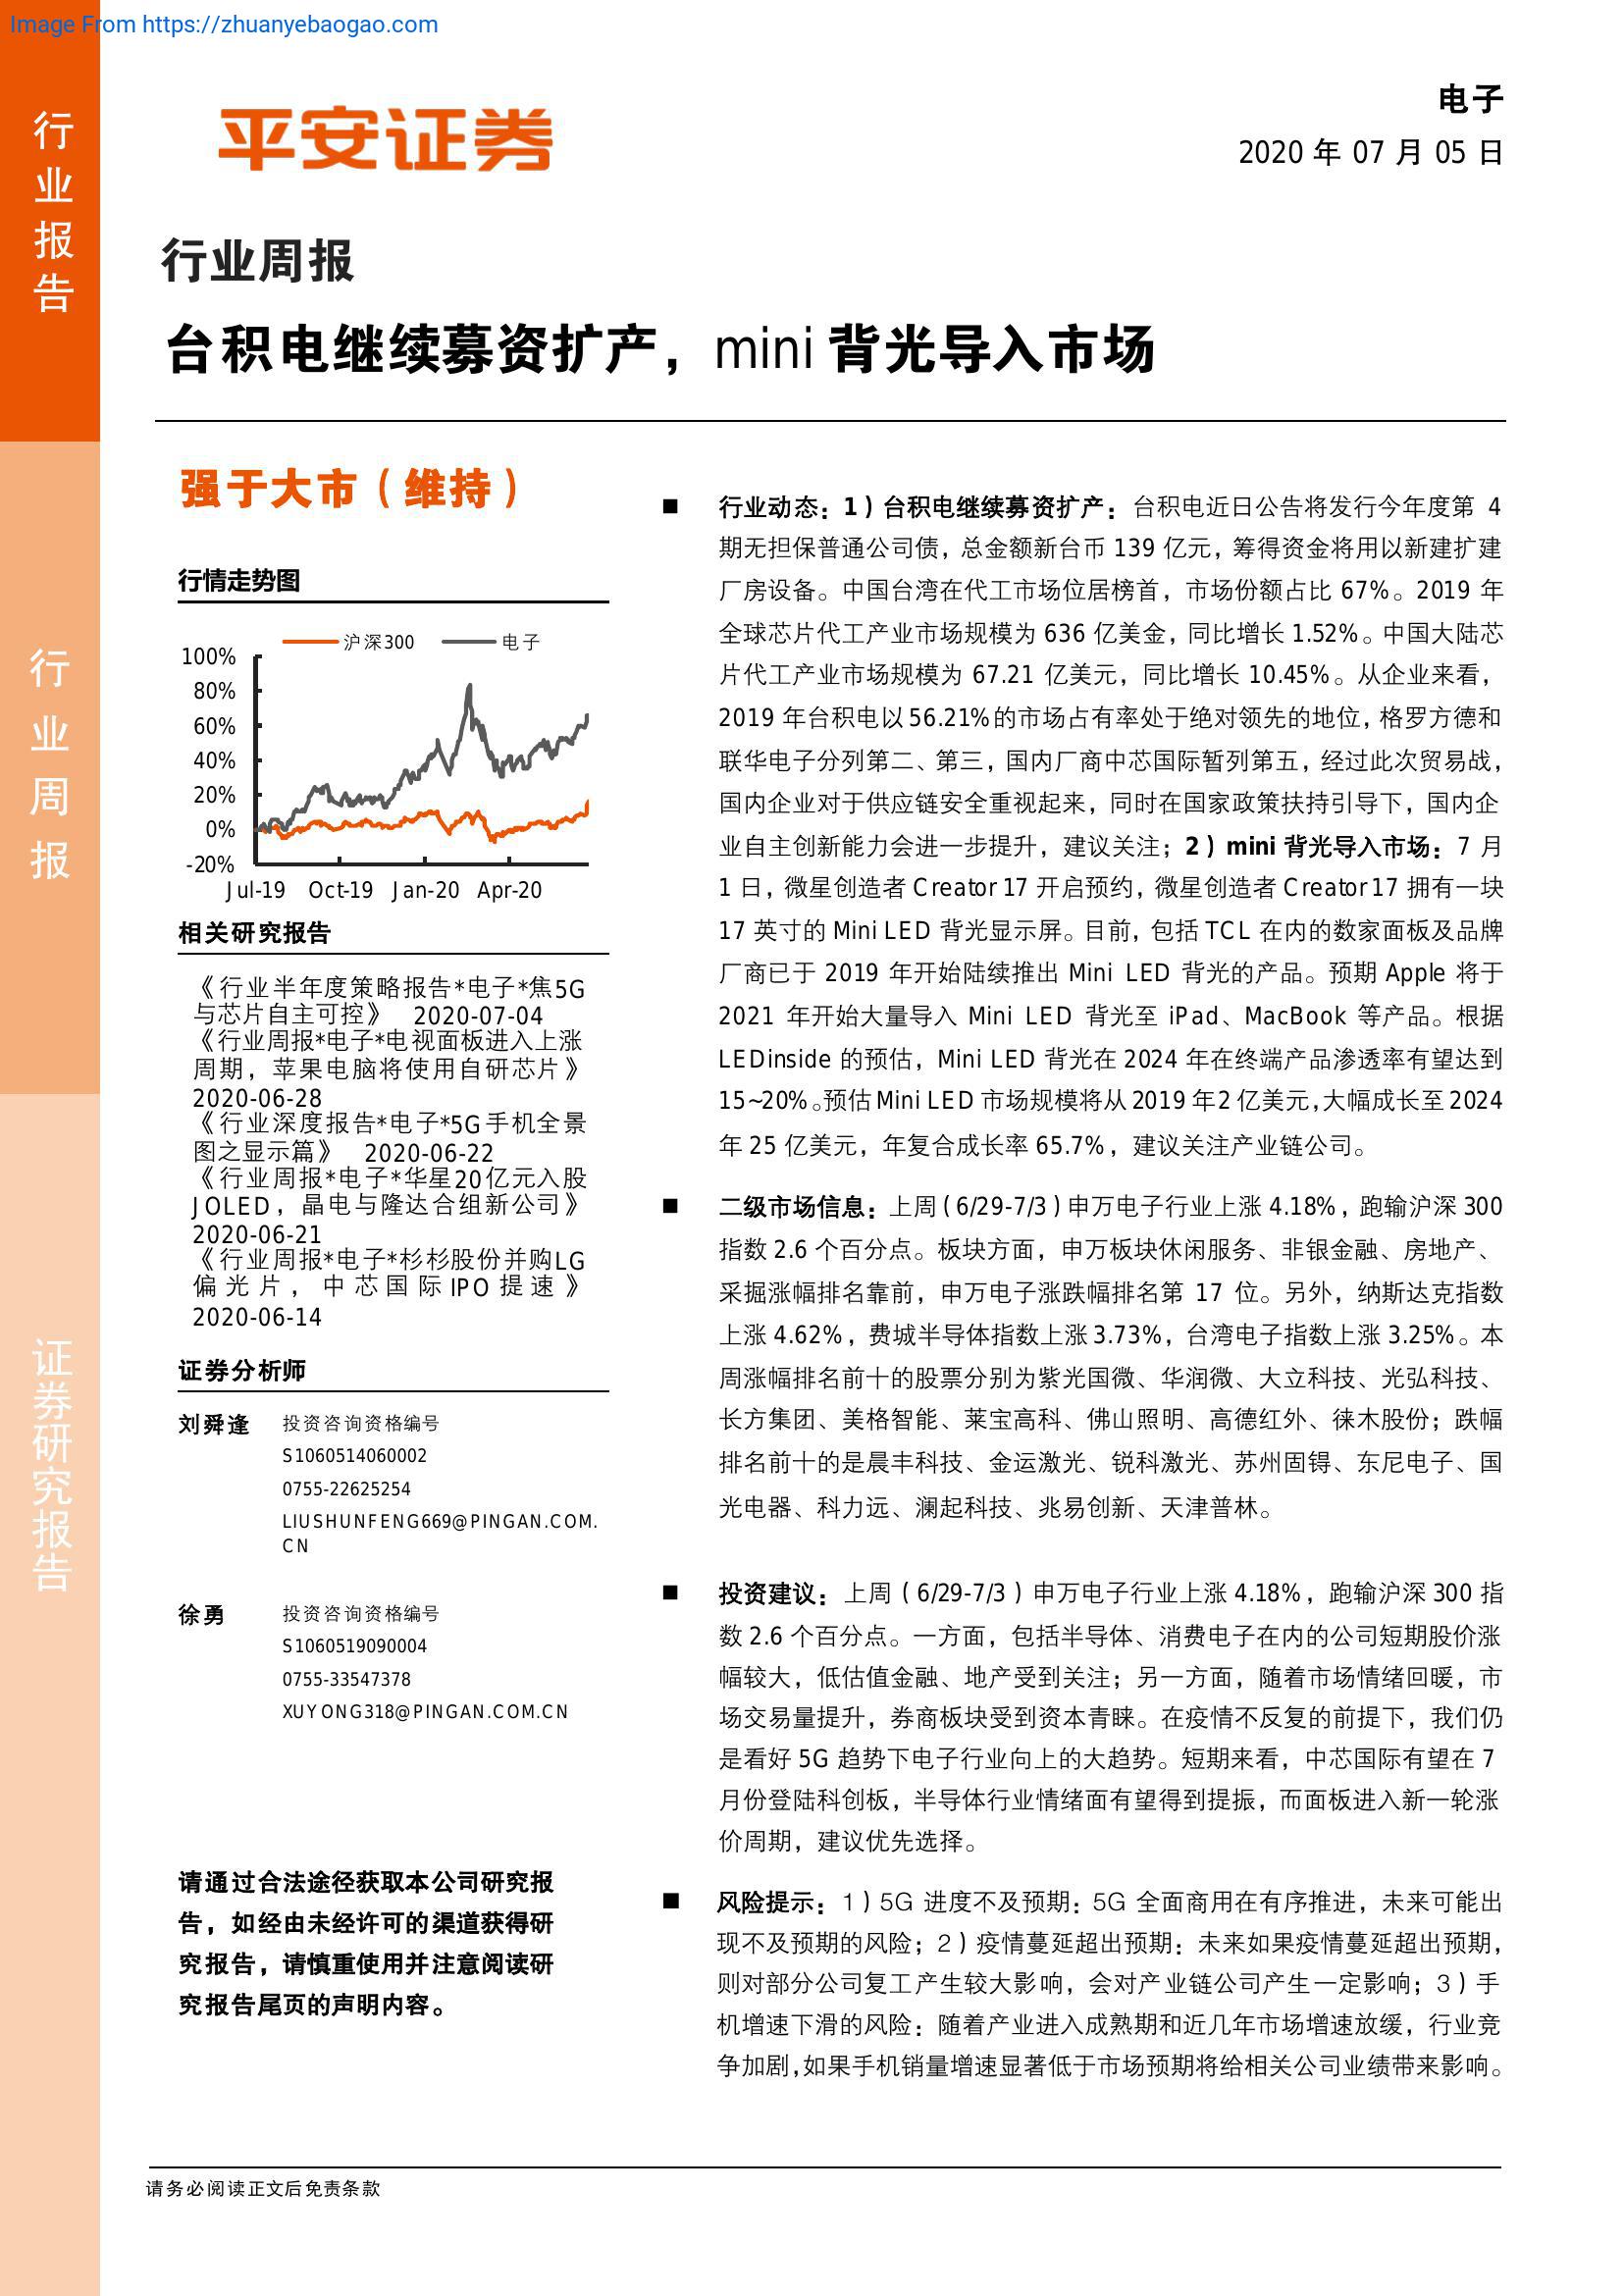 Image From https://zhuanyebaogao.com
行业报告
行业周报
证券研究报告
平安证券
电子
2020 年 07 月 05 日
行业周报
台积电继续募资扩产，mini 背光导入市场
强于大市（维持）
行情走势图
沪深300 电子
100%
80%
60%
40%
20%
0%
-20%
Jul-19 Oct-19 Jan-20 Apr-20
相关研究报告
《行业半年度策略报告*电子*焦5G
与芯片自主可控》 2020-07-04
《行业周报*电子*电视面板进入上涨
周期，苹果电脑将使用自研芯片》
2020-06-28
《行业深度报告*电子*5G手机全景
图之显示篇》 2020-06-22
《行业周报*电子*华星20亿元入股
JOLED，晶电与隆达合组新公司》
2020-06-21
《行业周报*电子*杉杉股份并购LG
偏光片，中芯国际IPO提速》
2020-06-14
证券分析师
刘舜逢 投资咨询资格编号
S1060514060002
0755-22625254
LIUSHUNFENG669@PINGAN.COM.
CN
徐勇 投资咨询资格编号
S1060519090004
0755-33547378
XUYONG318@PINGAN.COM.CN
请通过合法途径获取本公司研究报
告，如经由未经许可的渠道获得研
究报告，请慎重使用并注意阅读研
究报告尾页的声明内容。
■ 行业动态：1）台积电继续募资扩产：台积电近日公告将发行今年度第 4
期无担保普通公司债，总金额新台币 139 亿元，筹得资金将用以新建扩建
厂房设备。中国台湾在代工市场位居榜首，市场份额占比 67%。2019 年
全球芯片代工产业市场规模为 636 亿美金，同比增长 1.52%。中国大陆芯
片代工产业市场规模为 67.21 亿美元，同比增长 10.45%。从企业来看，
2019 年台积电以56.21%的市场占有率处于绝对领先的地位，格罗方德和
联华电子分列第二、第三，国内厂商中芯国际暂列第五，经过此次贸易战，
国内企业对于供应链安全重视起来，同时在国家政策扶持引导下，国内企
业自主创新能力会进一步提升，建议关注；2）mini 背光导入市场：7 月
1 日，微星创造者 Creator 17 开启预约，微星创造者 Creator 17 拥有一块
17 英寸的 Mini LED 背光显示屏。目前，包括 TCL 在内的数家面板及品牌
厂商已于 2019 年开始陆续推出 Mini LED 背光的产品。预期 Apple 将于
2021 年开始大量导入 Mini LED 背光至 iPad、MacBook 等产品。根据
LEDinside 的预估，Mini LED 背光在 2024 年在终端产品渗透率有望达到
15~20%。预估 Mini LED 市场规模将从 2019 年 2 亿美元，大幅成长至 2024
年 25 亿美元，年复合成长率 65.7%，建议关注产业链公司。
■ 二级市场信息：上周（6/29-7/3）申万电子行业上涨 4.18%，跑输沪深 300
指数 2.6 个百分点。板块方面，申万板块休闲服务、非银金融、房地产、
采掘涨幅排名靠前，申万电子涨跌幅排名第 17 位。另外，纳斯达克指数
上涨 4.62%，费城半导体指数上涨 3.73%，台湾电子指数上涨 3.25%。本
周涨幅排名前十的股票分别为紫光国微、华润微、大立科技、光弘科技、
长方集团、美格智能、莱宝高科、佛山照明、高德红外、徕木股份；跌幅
排名前十的是晨丰科技、金运激光、锐科激光、苏州固锝、东尼电子、国
光电器、科力远、澜起科技、兆易创新、天津普林。
■ 投资建议：上周（6/29-7/3）申万电子行业上涨 4.18%，跑输沪深 300 指
数 2.6 个百分点。一方面，包括半导体、消费电子在内的公司短期股价涨
幅较大，低估值金融、地产受到关注；另一方面，随着市场情绪回暖，市
场交易量提升，券商板块受到资本青睐。在疫情不反复的前提下，我们仍
是看好 5G 趋势下电子行业向上的大趋势。短期来看，中芯国际有望在 7
月份登陆科创板，半导体行业情绪面有望得到提振，而面板进入新一轮涨
价周期，建议优先选择。
■ 风险提示：1）5G 进度不及预期：5G 全面商用在有序推进，未来可能出
现不及预期的风险；2）疫情蔓延超出预期：未来如果疫情蔓延超出预期，
则对部分公司复工产生较大影响，会对产业链公司产生一定影响；3）手
机增速下滑的风险：随着产业进入成熟期和近几年市场增速放缓，行业竞
争加剧，如果手机销量增速显著低于市场预期将给相关公司业绩带来影响。
请务必阅读正文后免责条款